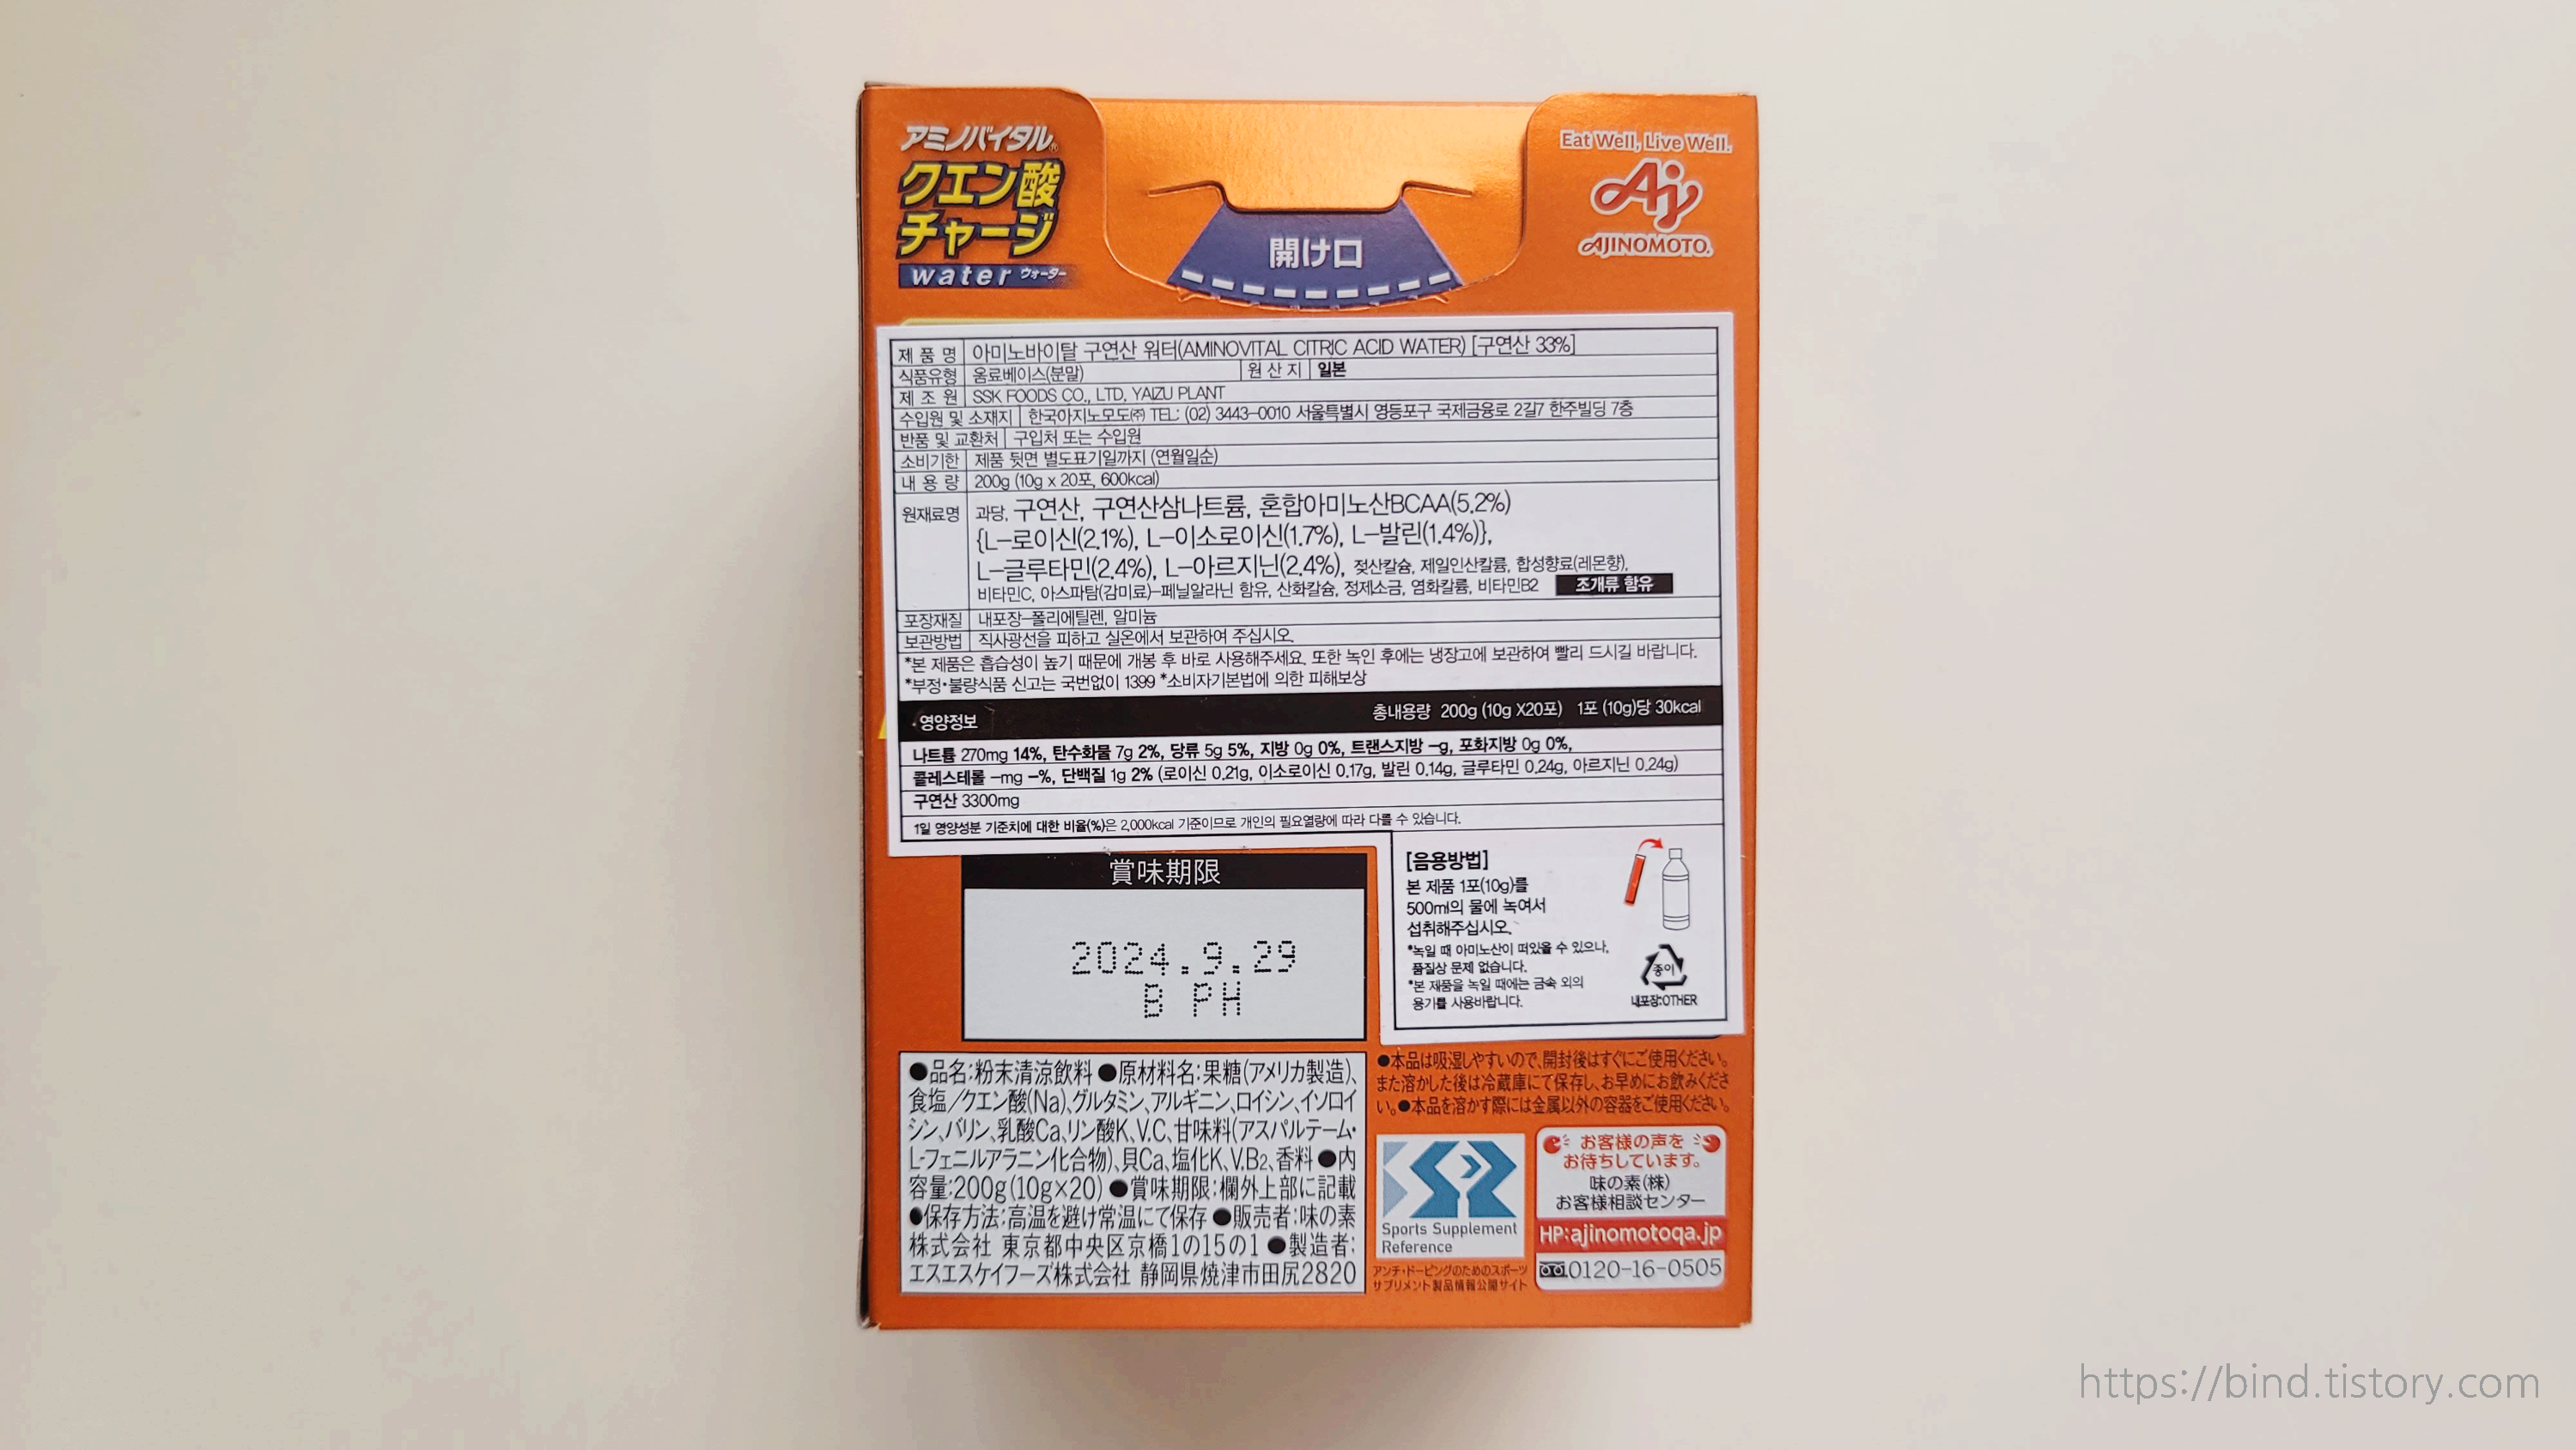 アミノバイタル®
クエン酸
チャージ
water ウォーター
開け口
Eat Well, Live Well.
Aj
AJINOMOTO®
제 품 명 아미노바이탈 구연산 워터(AMINOVITAL CITRIC ACID WATER) [구연산 33%]
식품유형 음료베이스(분말) 원 산 지 일본
제 조 원 SSK FOODS CO., LTD. YAIZU PLANT
수입원 및 소재지 한국아지노모도㈜ TEL: (02) 3443-0010 서울특별시 영등포구 국제금융로 2길7 한주빌딩 7층
반품 및 교환처 구입처 또는 수입원
소비기한 제품 뒷면 별도표기일까지 (연월일순)
내 용 량 200g (10g x 20포, 600kcal)
원재료명 과당, 구연산, 구연산삼나트륨, 혼합아미노산BCAA(5.2%)
{L-로이신(2.1%), L-이소로이신(1.7%), L-발린(1.4%)},
L-글루타민(2.4%), L-아르지닌(2.4%), 젖산칼슘, 제일인산칼륨, 합성향료(레몬향),
비타민C, 아스파탐(감미료)-페닐알라닌 함유, 산화칼슘, 정제소금, 염화칼륨, 비타민B2 조개류 함유
포장재질 내포장-폴리에틸렌, 알미늄
보관방법 직사광선을 피하고 실온에서 보관하여 주십시오.
*본 제품은 흡습성이 높기 때문에 개봉 후 바로 사용해주세요. 또한 녹인 후에는 냉장고에 보관하여 빨리 드시길 바랍니다.
*부정•불량식품 신고는 국번없이 1399 *소비자기본법에 의한 피해보상
영양정보 총내용량 200g (10g X20포) 1포 (10g)당 30kcal
나트륨 270mg 14%, 탄수화물 7g 2%, 당류 5g 5%, 지방 0g 0%, 트랜스지방 -g, 포화지방 0g 0%,
콜레스테롤 -mg -%, 단백질 1g 2% (로이신 0.21g, 이소로이신 0.17g, 발린 0.14g, 글루타민 0.24g, 아르지닌 0.24g)
구연산 3300mg
1일 영양성분 기준치에 대한 비율(%)은 2,000kcal 기준이므로 개인의 필요열량에 따라 다를 수 있습니다.
[음용방법]
본 제품 1포(10g)를
500ml의 물에 녹여서
섭취해주십시오.
*녹일 때 아미노산이 떠있을 수 있으나,
품질상 문제 없습니다.
*본 제품을 녹일 때에는 금속 외의
용기를 사용바랍니다.
종이
내포장:OTHER
賞味期限
2024.9.29
B PH
●品名:粉末清涼飲料 ●原材料名:果糖(アメリカ製造)、
食塩/クエン酸(Na)、グルタミン、アルギニン、ロイシン、イソロイ
シン、バリン、乳酸Ca、リン酸K、V.C、甘味料(アスパルテーム・
L-フェニルアラニン化合物)、貝Ca、塩化K、V.B2、香料 ●内
容量:200g(10g×20) ●賞味期限:欄外上部に記載
●保存方法:高温を避け常温にて保存 ●販売者:味の素
株式会社 東京都中央区京橋1の15の1 ●製造者:
エスエスケイフーズ株式会社 静岡県焼津市田尻2820
●本品は吸湿しやすいので、開封後はすぐにご使用ください。
また溶かした後は冷蔵庫にて保存し、お早めにお飲みくださ
い。●本品を溶かす際には金属以外の容器をご使用ください。
Sports Supplement
Reference
アンチ・ドーピングのためのスポーツ
サプリメント製品情報公開サイト
お客様の声を
お待ちしています。
味の素(株)
お客様相談センター
HP:ajinomotoqa.jp
0120-16-0505
https://bind.tistory.com